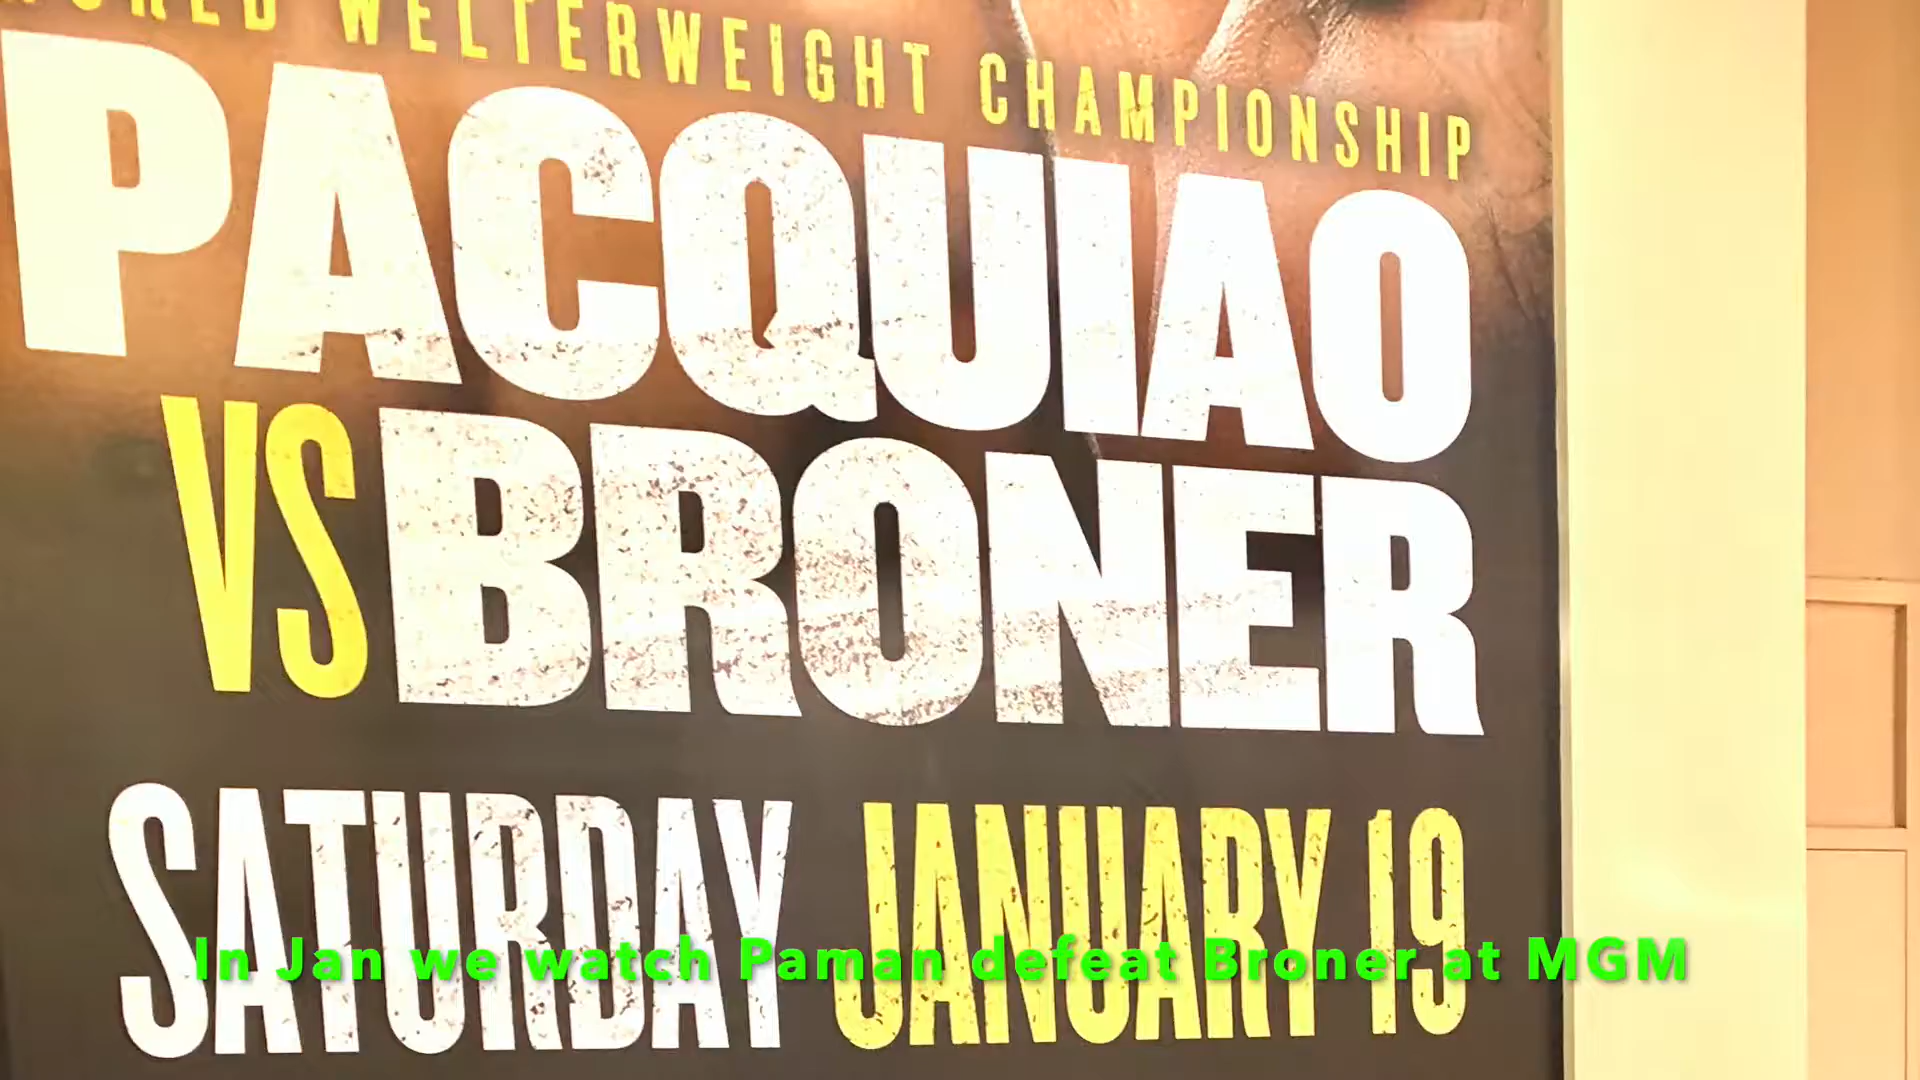 WELTERWEIGHT CHAMPIONSHIP
PACQUIAO
VS BRONER
SATURDAY JANUARY 19
In Jan we watch Paman defeat Broner at MGM